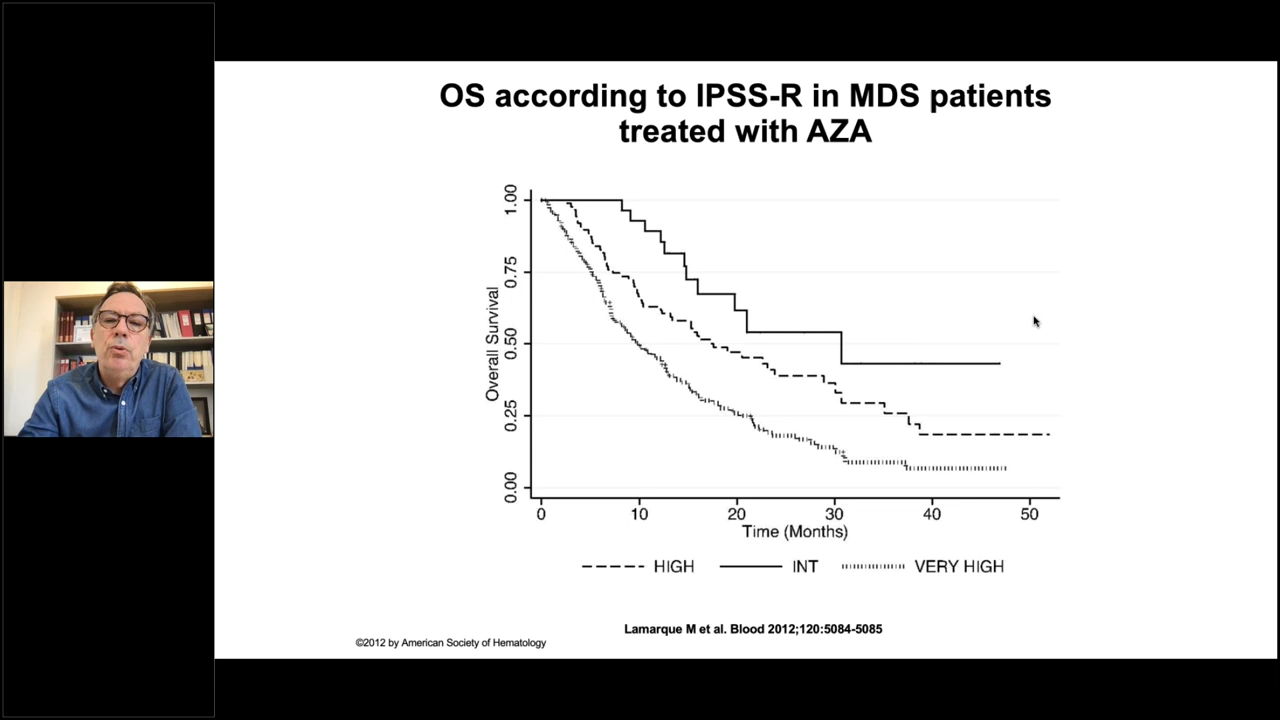 OS according to IPSS-R in MDS patients
treated with AZA
Overall Survival
1.00
0.75
0.50
0.25
0.00
0 10 20 30 40 50
Time (Months)
HIGH INT VERY HIGH
Lamarque M et al. Blood 2012;120:5084-5085
©2012 by American Society of Hematology